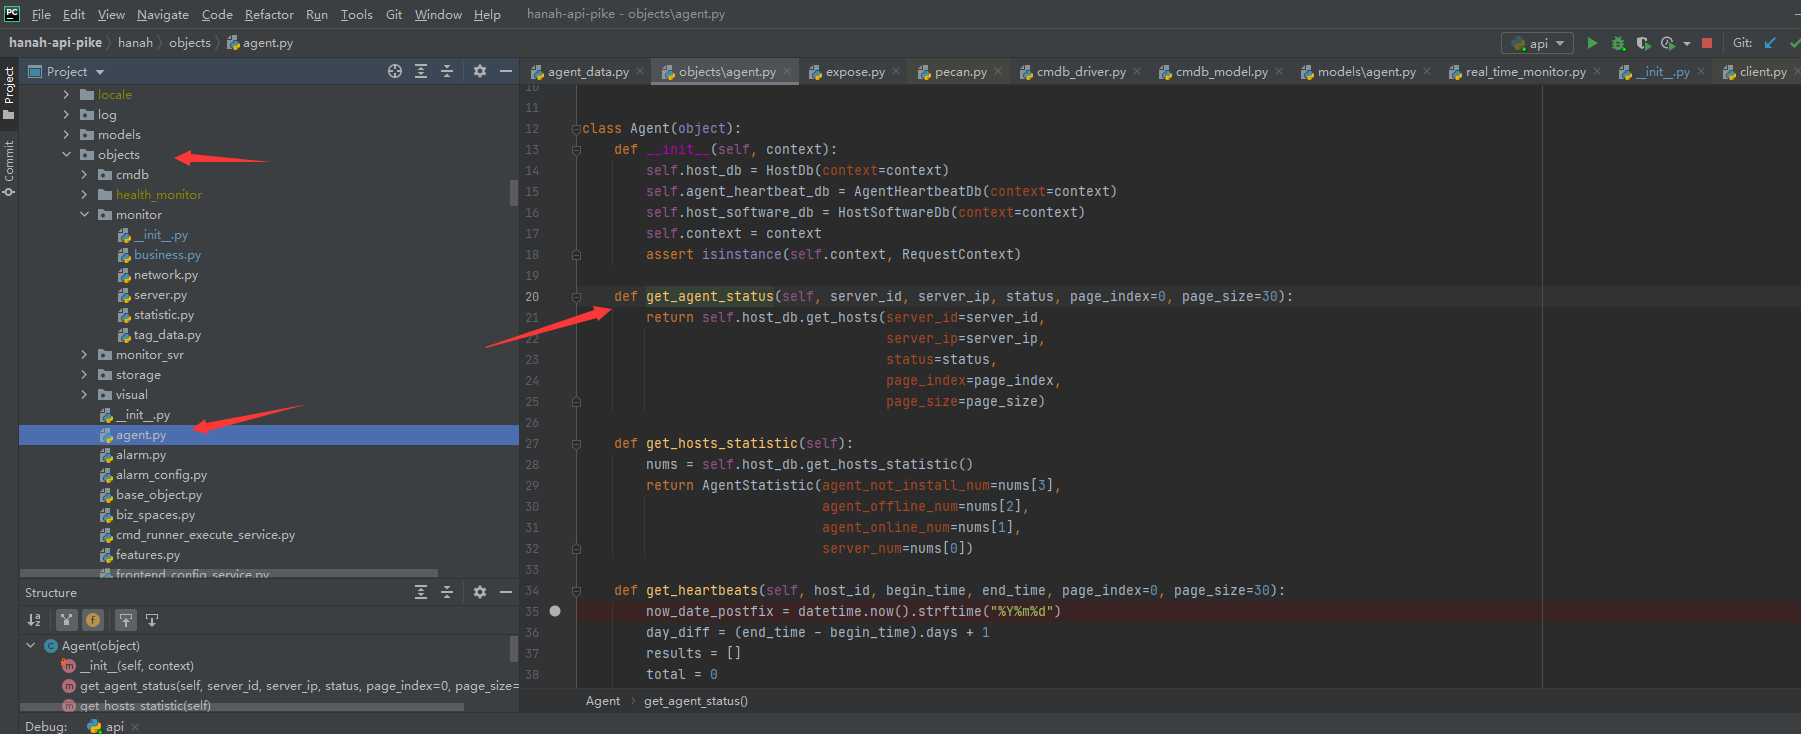 PC File Edit View Navigate Code Refactor Run Tools Git Window Help hanah-api-pike - objects\agent.py
hanah-api-pike hanah objects agent.py api Git:
Project
Commit
Project
locale
log
models
objects
cmdb
health_monitor
monitor
__init__.py
business.py
network.py
server.py
statistic.py
tag_data.py
monitor_svr
storage
visual
__init__.py
agent.py
alarm.py
alarm_config.py
base_object.py
biz_spaces.py
cmd_runner_execute_service.py
features.py
frontend_config_service.py
Structure
Agent(object)
__init__(self, context)
get_agent_status(self, server_id, server_ip, status, page_index=0, page_size=
get_hosts_statistic(self)
agent_data.py objects\agent.py expose.py pecan.py cmdb_driver.py cmdb_model.py models\agent.py real_time_monitor.py __init__.py client.py
10
11
12 class Agent(object):
13 def __init__(self, context):
14 self.host_db = HostDb(context=context)
15 self.agent_heartbeat_db = AgentHeartbeatDb(context=context)
16 self.host_software_db = HostSoftwareDb(context=context)
17 self.context = context
18 assert isinstance(self.context, RequestContext)
19
20 def get_agent_status(self, server_id, server_ip, status, page_index=0, page_size=30):
21 return self.host_db.get_hosts(server_id=server_id,
22 server_ip=server_ip,
23 status=status,
24 page_index=page_index,
25 page_size=page_size)
26
27 def get_hosts_statistic(self):
28 nums = self.host_db.get_hosts_statistic()
29 return AgentStatistic(agent_not_install_num=nums[3],
30 agent_offline_num=nums[2],
31 agent_online_num=nums[1],
32 server_num=nums[0])
33
34 def get_heartbeats(self, host_id, begin_time, end_time, page_index=0, page_size=30):
35 now_date_postfix = datetime.now().strftime("%Y%m%d")
36 day_diff = (end_time - begin_time).days + 1
37 results = []
38 total = 0
Agent get_agent_status()
Debug: api